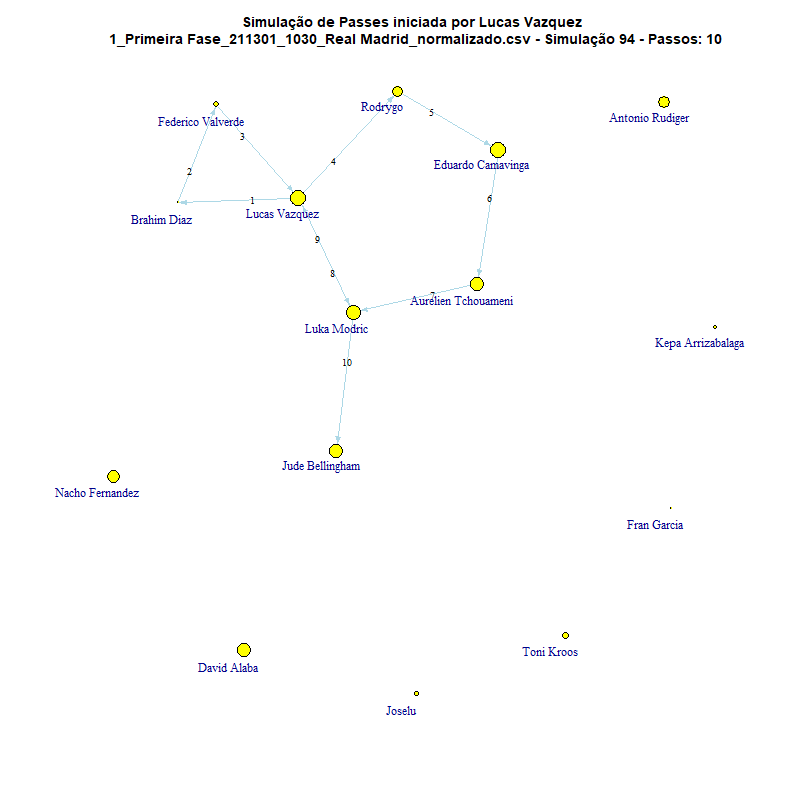 Simulação de Passes iniciada por Lucas Vazquez
1_Primeira Fase_211301_1030_Real Madrid_normalizado.csv - Simulação 94 - Passos: 10
Rodrygo
Antonio Rudiger
Federico Valverde
5
3
4
Eduardo Camavinga
2
1
6
Brahim Diaz
Lucas Vazquez
9
8
7
Aurelien Tchouameni
Luka Modric
Kepa Arrizabalaga
10
Jude Bellingham
Nacho Fernandez
Fran Garcia
Toni Kroos
David Alaba
Joselu